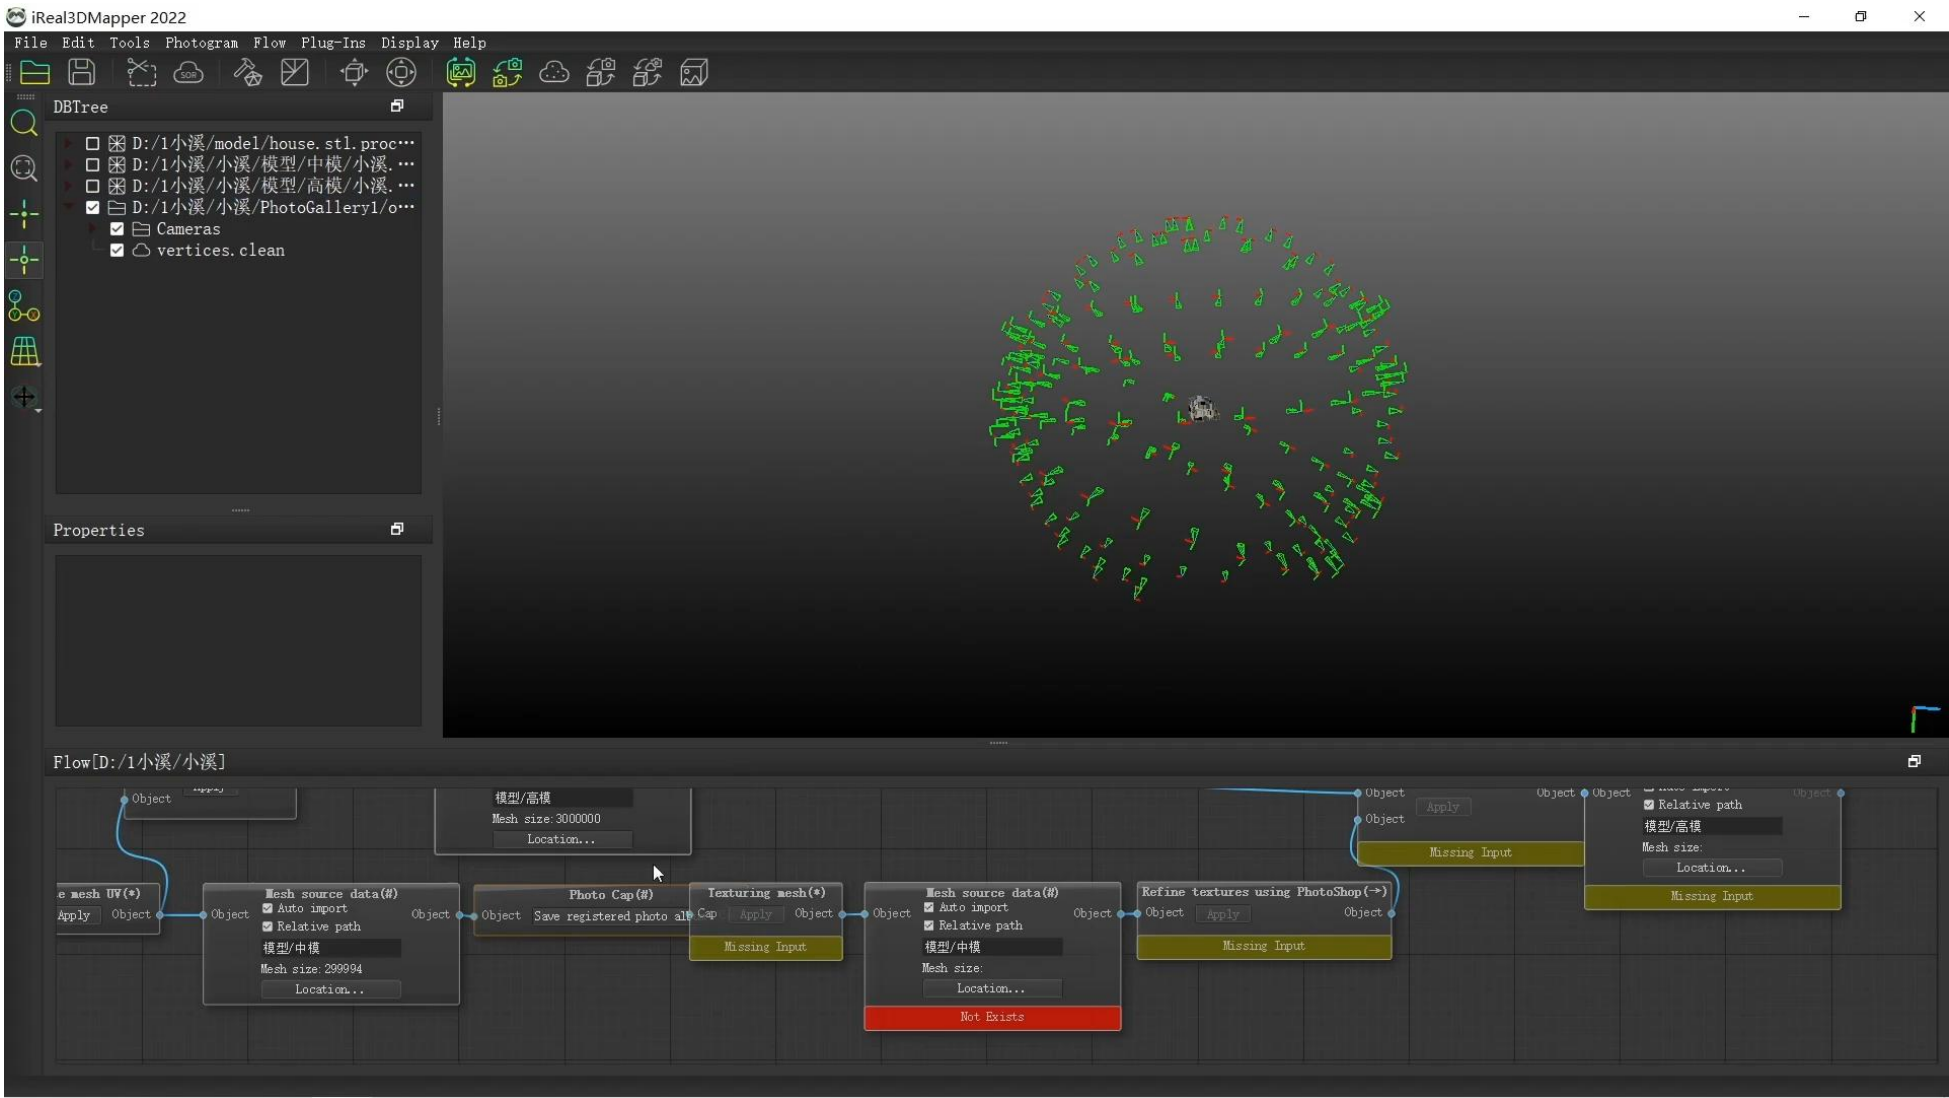 iReal3DMapper 2022
File Edit Tools Photogram Flow Plug-Ins Display Help
SOR
DBTree
D:/1小溪/model/house.stl.proc…
D:/1小溪/小溪/模型/中模/小溪.…
D:/1小溪/小溪/模型/高模/小溪.…
D:/1小溪/小溪/PhotoGallery1/o…
Cameras
vertices.clean
Properties
Flow[D:/1小溪/小溪]
Object
模型/高模
Mesh size:3000000
Location...
Object
Object
Apply
Missing Input
Object
Object
Relative path
模型/高模
Mesh size:
Location...
Missing Input
Object
e mesh UV(*)
Apply
Object
Mesh source data(#)
Auto import
Object
Object
Relative path
模型/中模
Mesh size:299994
Location...
Photo Cap(#)
Object
Save registered photo alb
Texturing mesh(*)
Cap
Apply
Object
Missing Input
Mesh source data(#)
Auto import
Object
Object
Relative path
模型/中模
Mesh size:
Location...
Not Exists
Refine textures using PhotoShop(→)
Object
Apply
Object
Missing Input